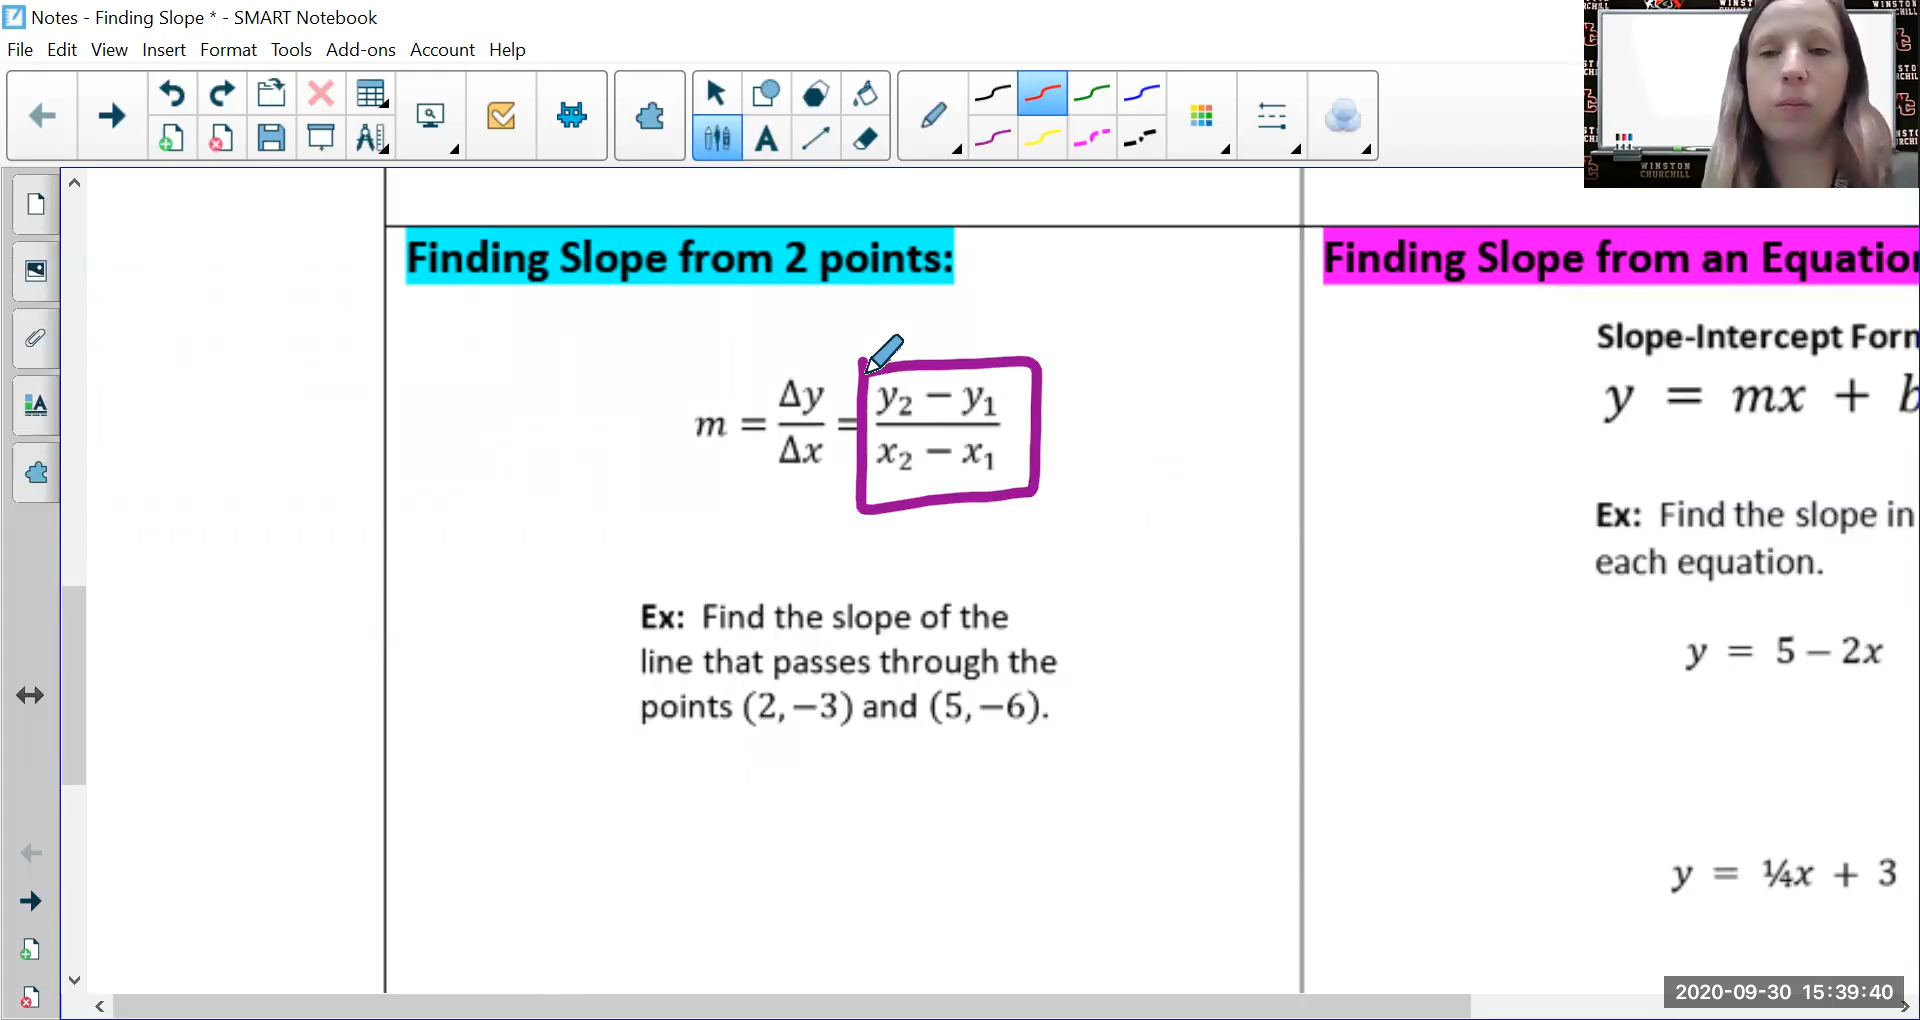 Notes - Finding Slope * - SMART Notebook
File Edit View Insert Format Tools Add-ons Account Help
WINSTON
CHURCHILL
Finding Slope from 2 points:
m = Δy/Δx = y₂ − y₁/x₂ − x₁
Ex: Find the slope of the
line that passes through the
points (2, −3) and (5, −6).
Finding Slope from an
Slope-Intercept
y = mx + b
Ex: Find the slope in
each equation.
y = 5 − 2x
y = ¼x + 3
2020-09-30 15:39:40